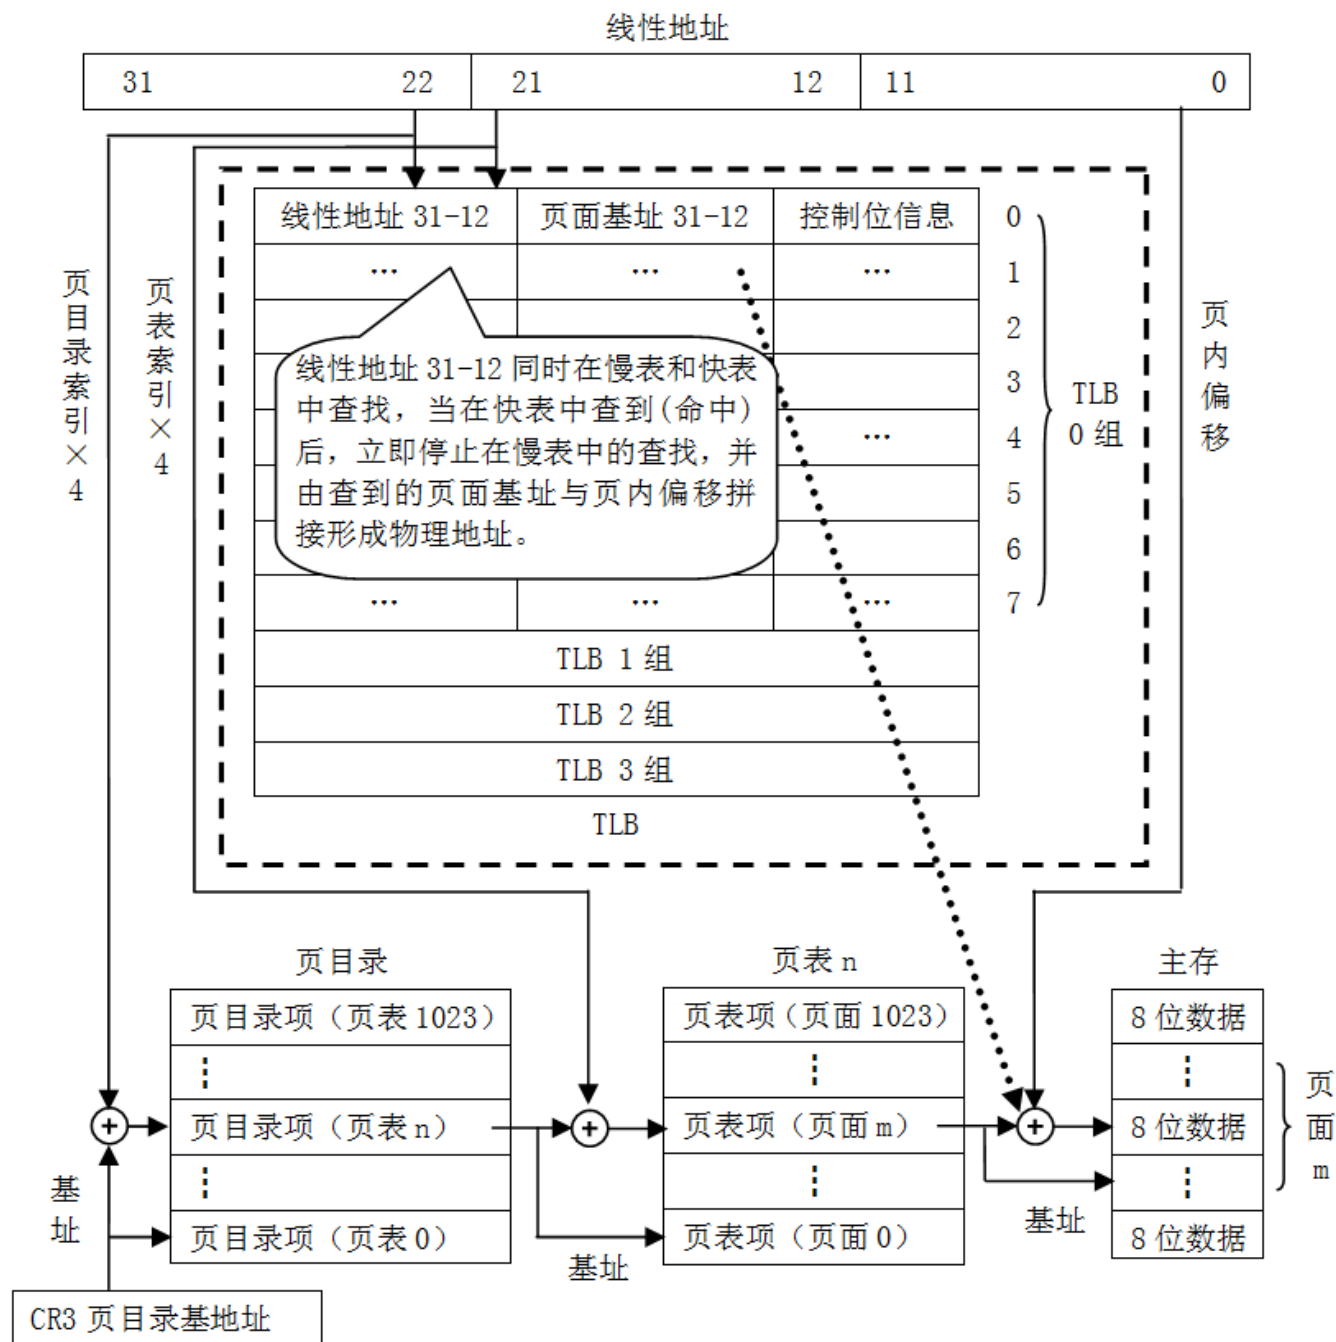 线性地址
31 22 21 12 11 0
线性地址 31-12 页面基址 31-12 控制位信息 0
… … … 1
2
3
… 4
5
6
… … … 7
TLB
0 组
线性地址 31-12 同时在慢表和快表
中查找，当在快表中查到(命中)
后，立即停止在慢表中的查找，并
由查到的页面基址与页内偏移拼
接形成物理地址。
页目录索引×4
页表索引×4
页内偏移
TLB 1 组
TLB 2 组
TLB 3 组
TLB
页目录
页表 n
主存
页目录项（页表 1023）
页表项（页面 1023）
8 位数据
页目录项（页表 n）
页表项（页面 m）
8 位数据
页面 m
页目录项（页表 0）
页表项（页面 0）
8 位数据
基址
基址
基址
CR3 页目录基地址